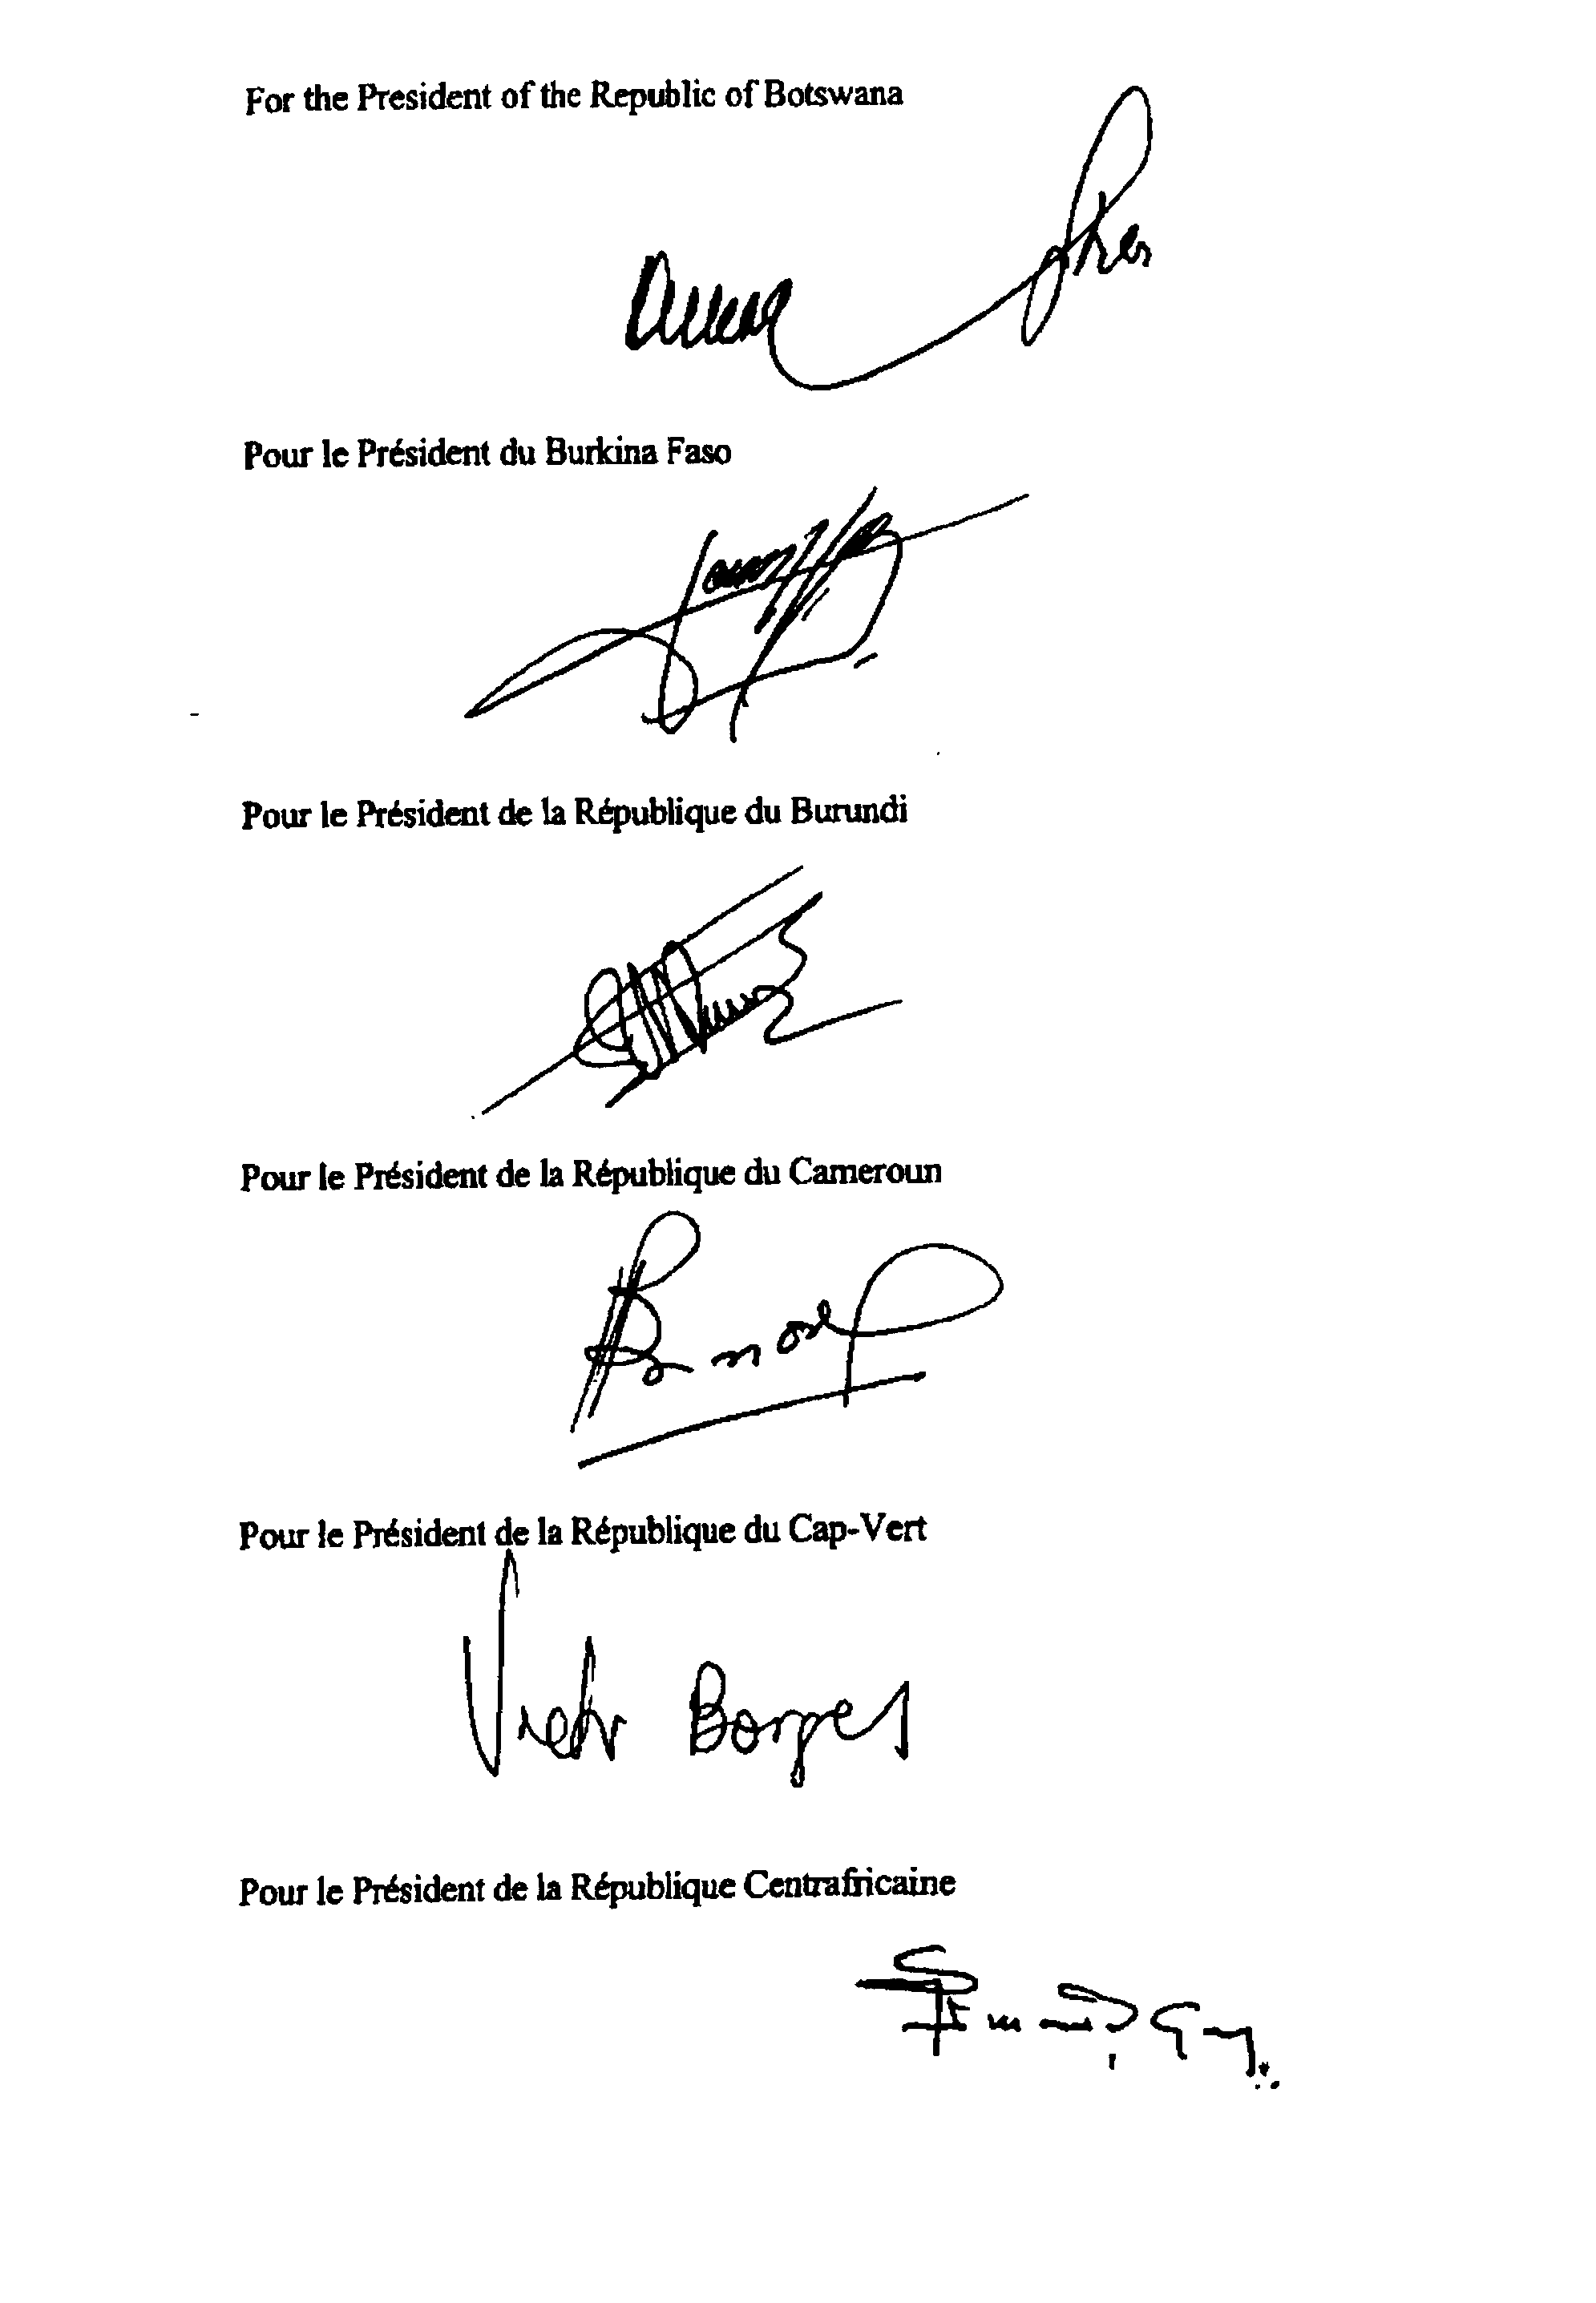 For the President of the Republic of Botswana
Pour le Président du Burkina Faso
Pour le Président de la République du Burundi
Pour le Président de la République du Cameroun
Pour le Président de la République du Cap-Vert
Victor Borges
Pour le Président de la République Centrafricaine